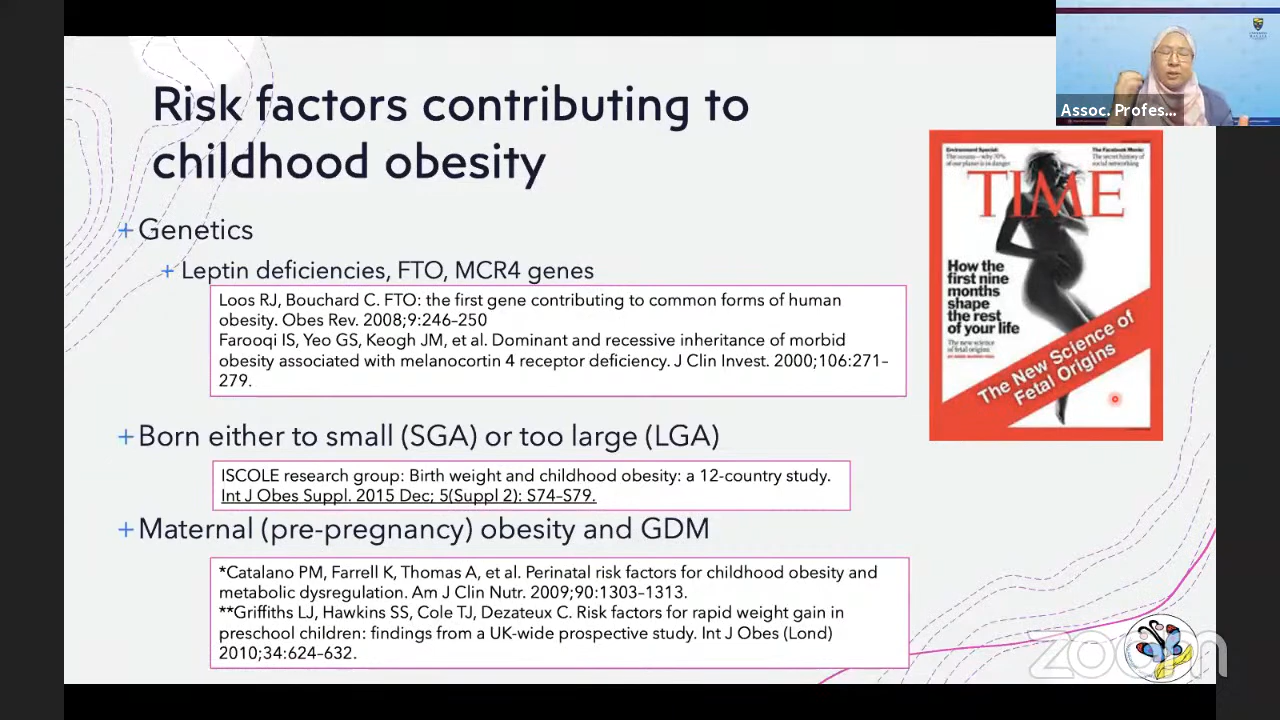 Risk factors contributing to
childhood obesity
+ Genetics
+ Leptin deficiencies, FTO, MCR4 genes
Loos RJ, Bouchard C. FTO: the first gene contributing to common forms of human
obesity. Obes Rev. 2008;9:246–250
Farooqi IS, Yeo GS, Keogh JM, et al. Dominant and recessive inheritance of morbid
obesity associated with melanocortin 4 receptor deficiency. J Clin Invest. 2000;106:271–
279.
+ Born either to small (SGA) or too large (LGA)
ISCOLE research group: Birth weight and childhood obesity: a 12-country study.
Int J Obes Suppl. 2015 Dec; 5(Suppl 2): S74–S79.
+ Maternal (pre-pregnancy) obesity and GDM
*Catalano PM, Farrell K, Thomas A, et al. Perinatal risk factors for childhood obesity and
metabolic dysregulation. Am J Clin Nutr. 2009;90:1303–1313.
**Griffiths LJ, Hawkins SS, Cole TJ, Dezateux C. Risk factors for rapid weight gain in
preschool children: findings from a UK-wide prospective study. Int J Obes (Lond)
2010;34:624–632.
Assoc. Profes...
Environment Special:
The oceans—why 70%
of our planet is in danger
The Facebook Movie:
The secret history of
social networking
TIME
How the
first nine
months
shape
the rest
of your life
The new science
of fetal origins
The New Science of
Fetal Origins
zoom